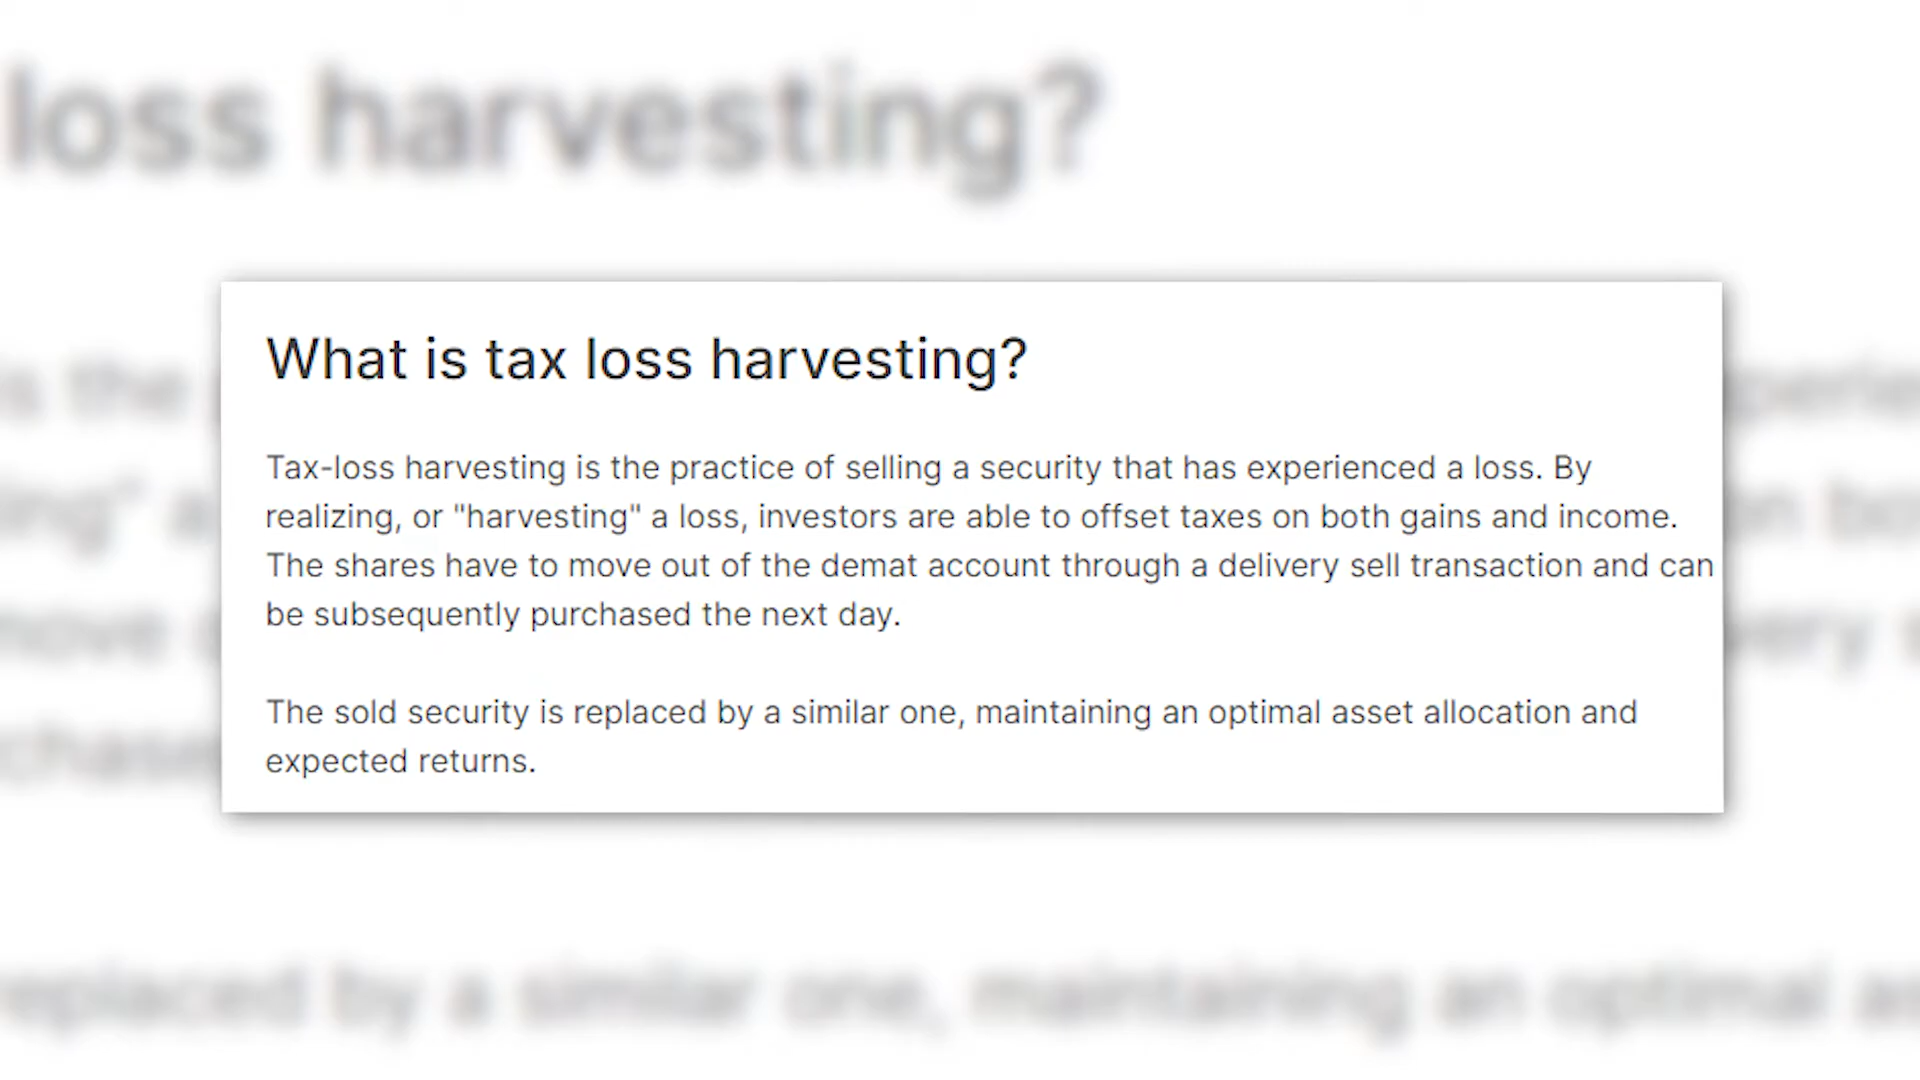 loss harvesting?
What is tax loss harvesting?
Tax-loss harvesting is the practice of selling a security that has experienced a loss. By
realizing, or "harvesting" a loss, investors are able to offset taxes on both gains and income.
The shares have to move out of the demat account through a delivery sell transaction and can
be subsequently purchased the next day.
The sold security is replaced by a similar one, maintaining an optimal asset allocation and
expected returns.
replaced by a similar one, maintaining an optimal as